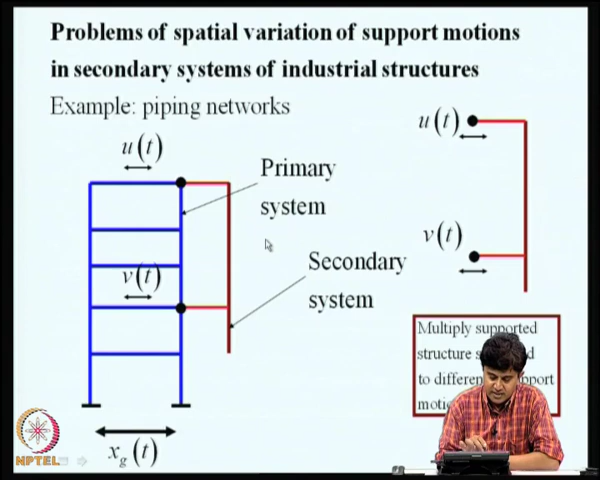 Problems of spatial variation of support motions
in secondary systems of industrial structures
Example: piping networks
u(t)
Primary
system
v(t)
Secondary
system
x_g(t)
u(t)
v(t)
Multiply supported
structure
to differen pport
NPTEL